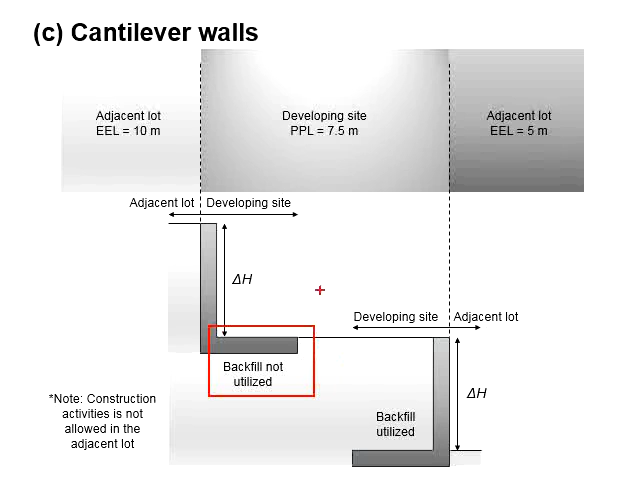 (c) Cantilever walls
Adjacent lot
EEL = 10 m
Developing site
PPL = 7.5 m
Adjacent lot
EEL = 5 m
Adjacent lot
Developing site
ΔH
Developing site
Adjacent lot
Backfill not
utilized
ΔH
*Note: Construction
activities is not
allowed in the
adjacent lot
Backfill
utilized